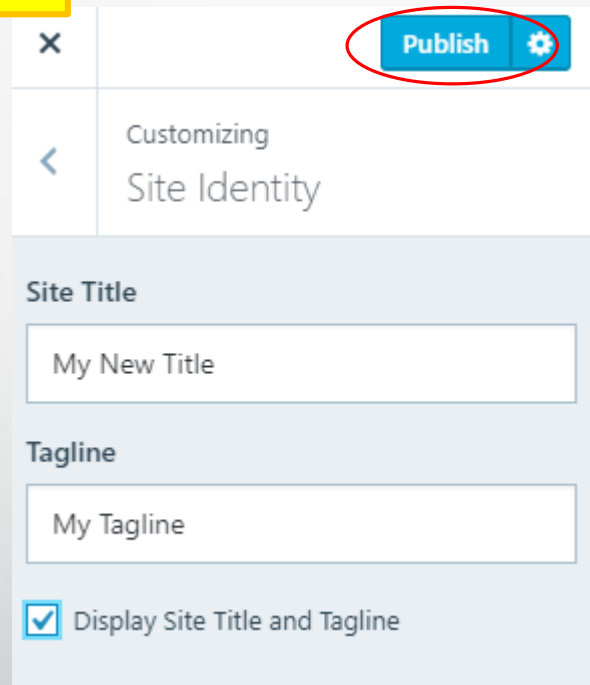 Publish
Customizing
Site Identity
Site Title
My New Title
Tagline
My Tagline
Display Site Title and Tagline